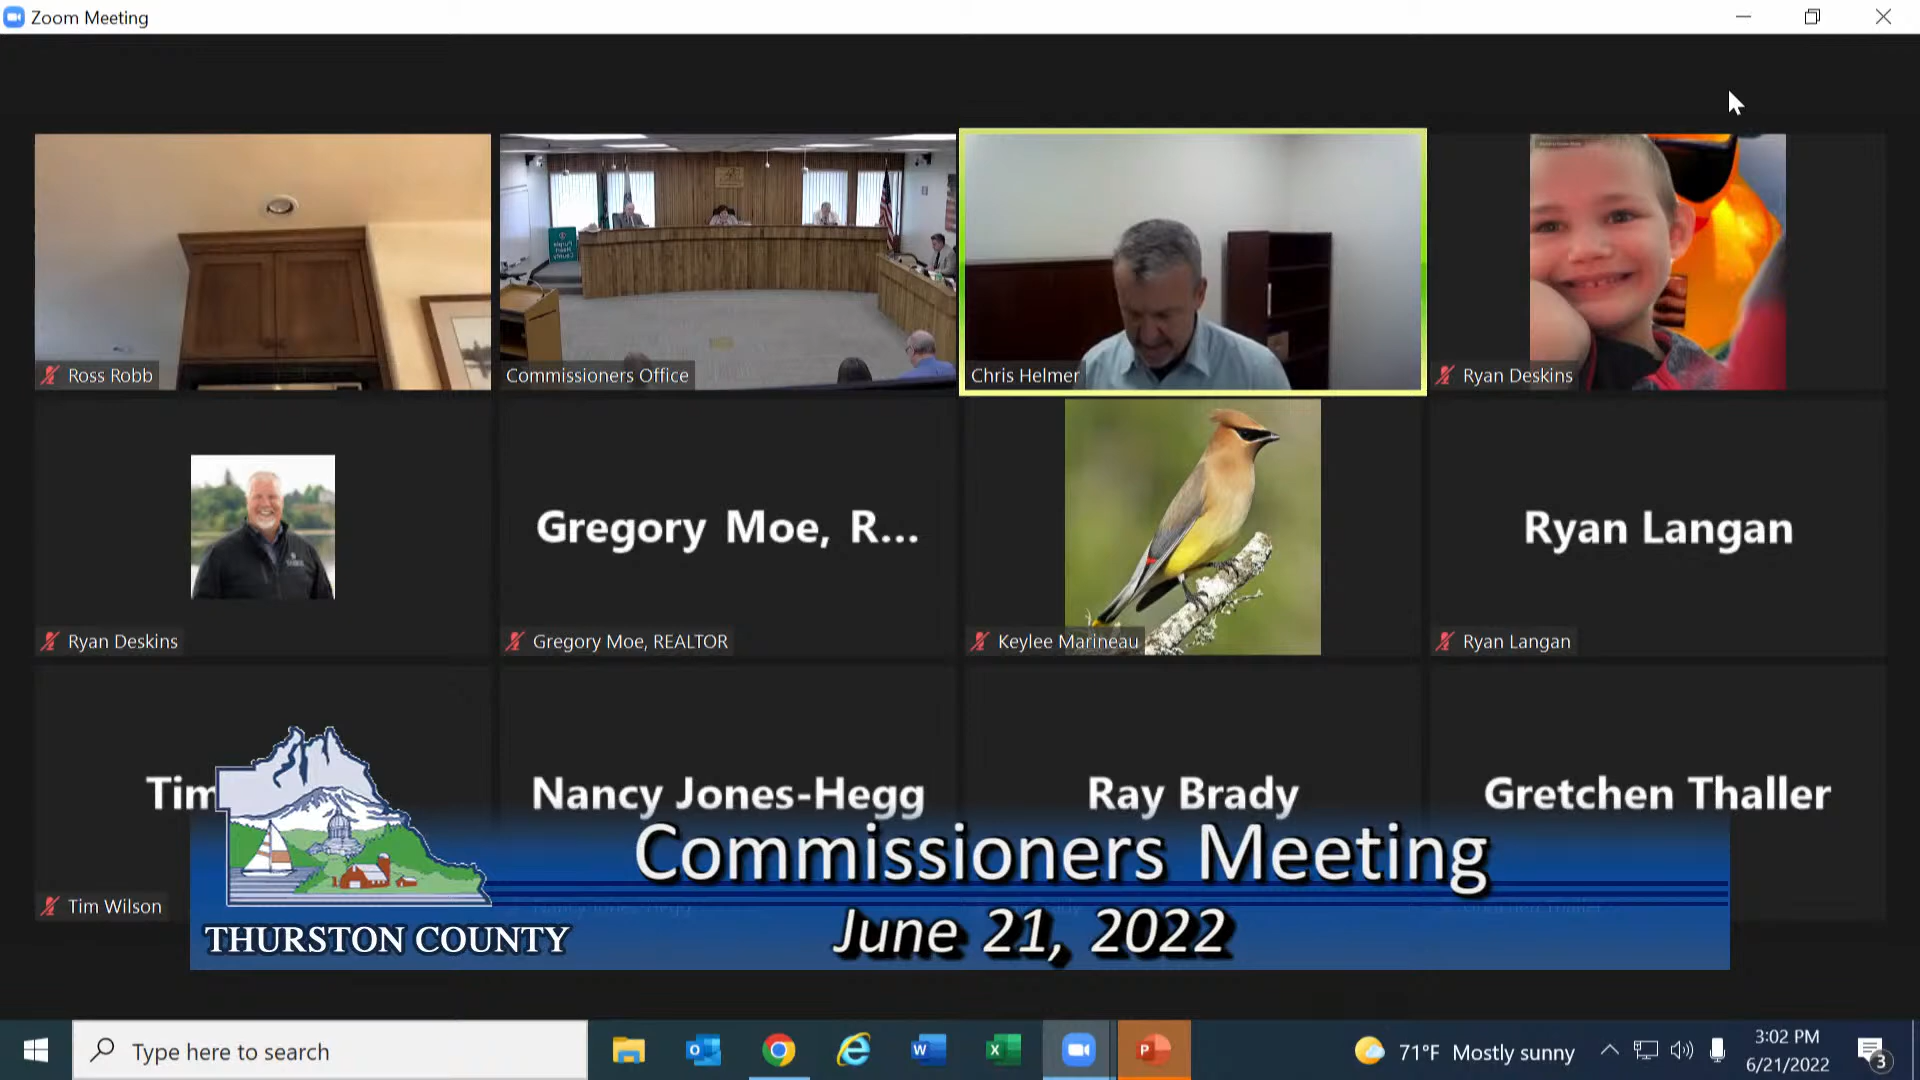 Zoom Meeting
Ross Robb
Commissioners Office
Chris Helmer
Ryan Deskins
Gregory Moe, R...
Ryan Langan
Ryan Deskins
Gregory Moe, REALTOR
Keylee Marineau
Ryan Langan
Tim
Nancy Jones-Hegg
Ray Brady
Gretchen Thaller
Commissioners Meeting
Tim Wilson
THURSTON COUNTY
June 21, 2022
Type here to search
71°F Mostly sunny
3:02 PM
6/21/2022
3